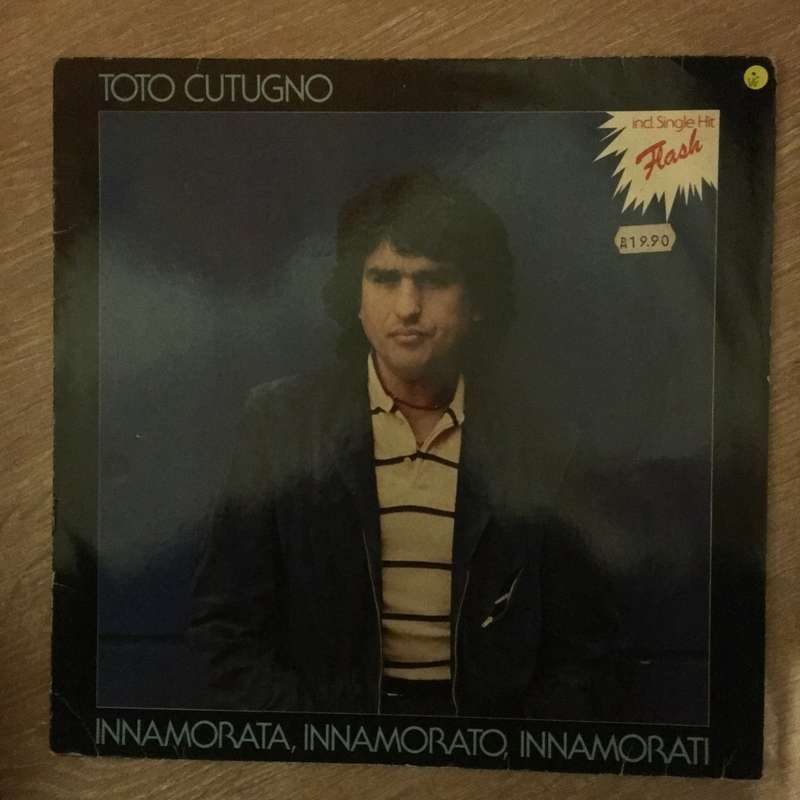 TOTO CUTUGNO
incl. Single Hit
Flash
R19.90
INNAMORATA, INNAMORATO, INNAMORATI